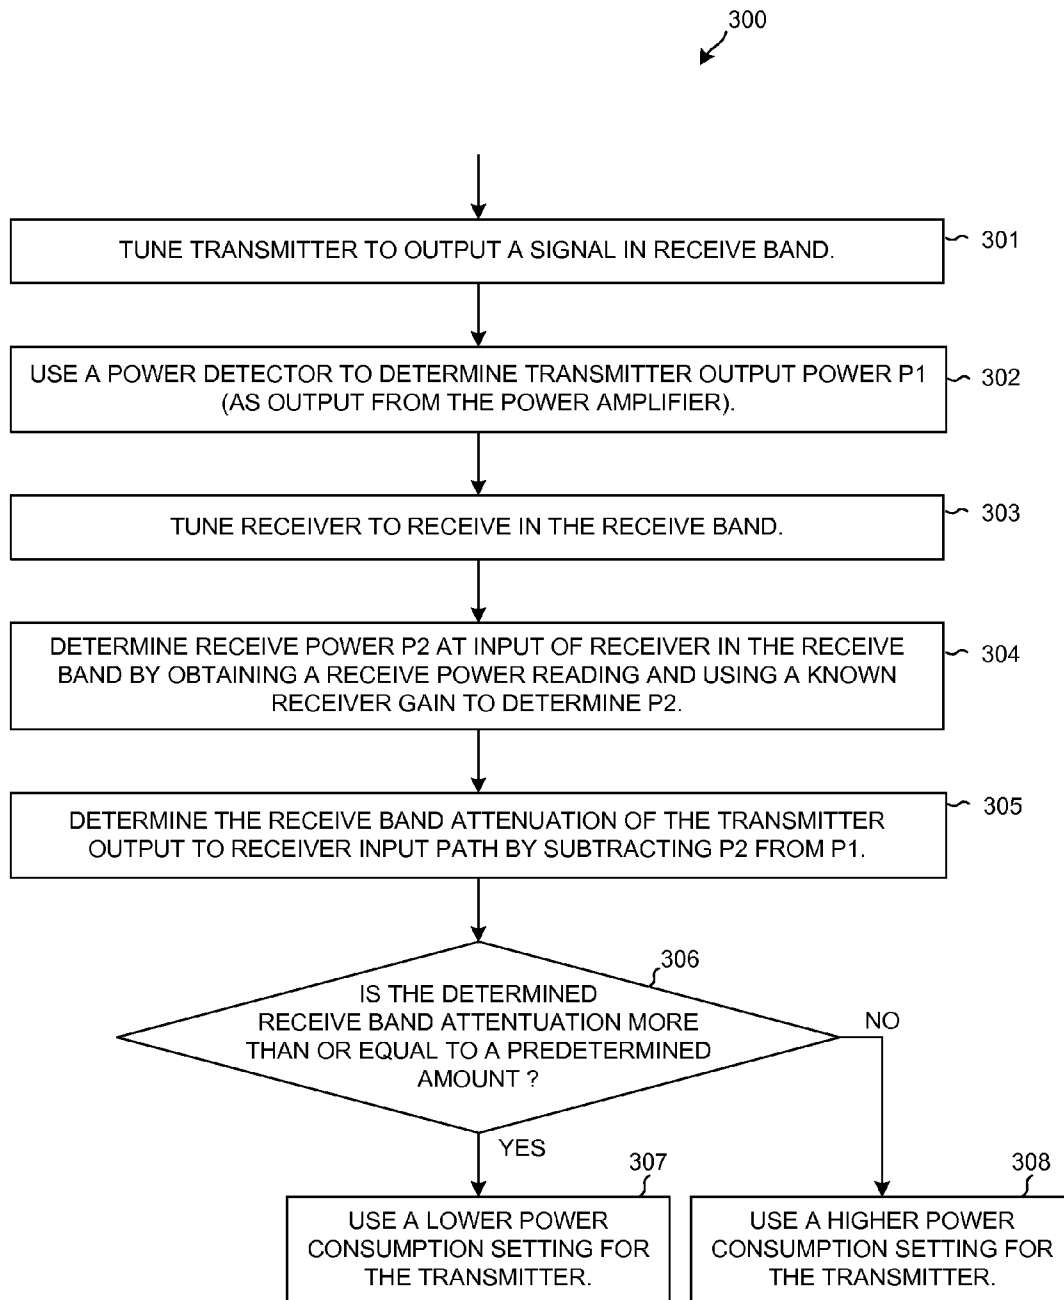 300
TUNE TRANSMITTER TO OUTPUT A SIGNAL IN RECEIVE BAND.
301
USE A POWER DETECTOR TO DETERMINE TRANSMITTER OUTPUT POWER P1
(AS OUTPUT FROM THE POWER AMPLIFIER).
302
TUNE RECEIVER TO RECEIVE IN THE RECEIVE BAND.
303
DETERMINE RECEIVE POWER P2 AT INPUT OF RECEIVER IN THE RECEIVE
BAND BY OBTAINING A RECEIVE POWER READING AND USING A KNOWN
RECEIVER GAIN TO DETERMINE P2.
304
DETERMINE THE RECEIVE BAND ATTENUATION OF THE TRANSMITTER
OUTPUT TO RECEIVER INPUT PATH BY SUBTRACTING P2 FROM P1.
305
306
IS THE DETERMINED
RECEIVE BAND ATTENTUATION MORE
THAN OR EQUAL TO A PREDETERMINED
AMOUNT ?
NO
YES
307
USE A LOWER POWER
CONSUMPTION SETTING FOR
THE TRANSMITTER.
308
USE A HIGHER POWER
CONSUMPTION SETTING FOR
THE TRANSMITTER.